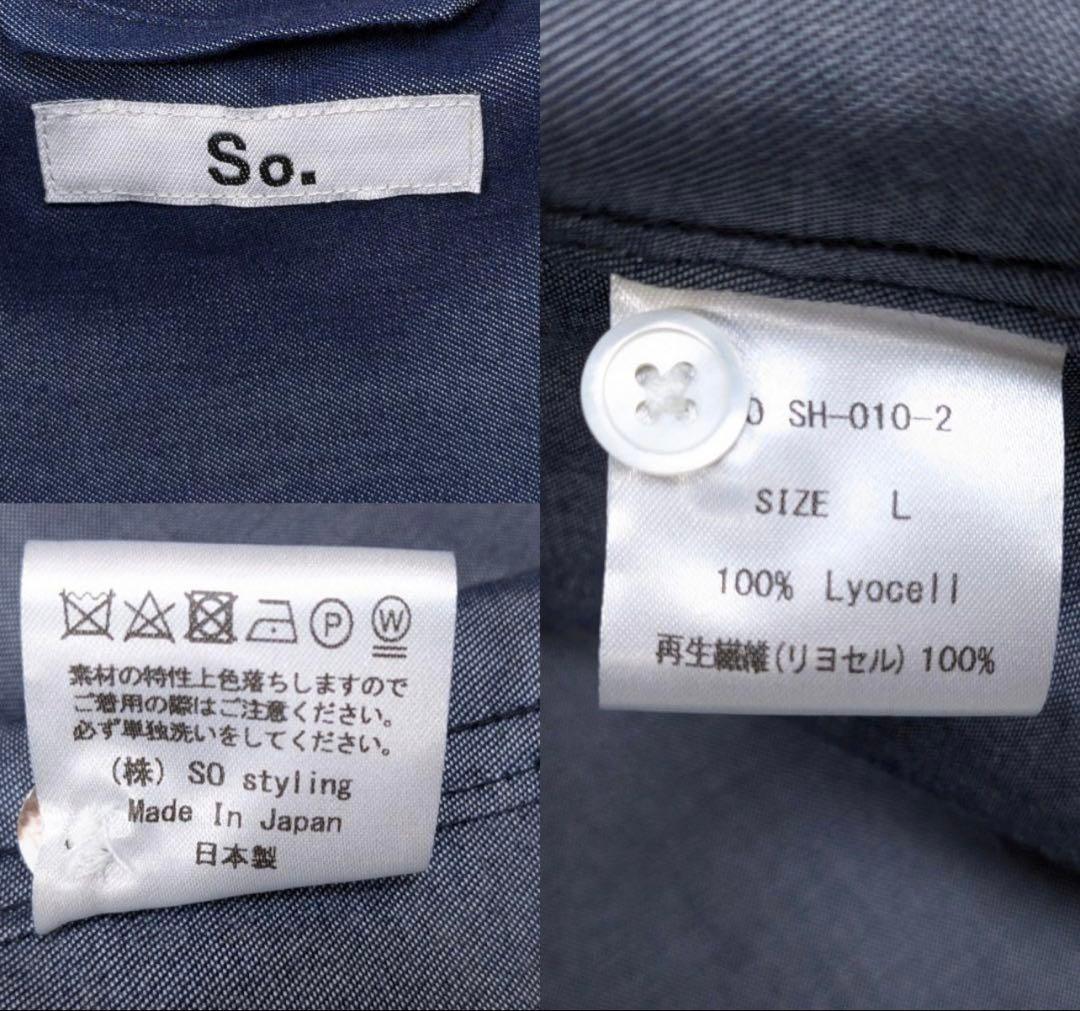 So.
SH-010-2
SIZE L
100% Lyocell
再生繊維(リヨセル) 100%
P W
素材の特性上色落ちしますので
ご着用の際はご注意ください。
必ず単独洗いをしてください。
(株) SO styling
Made In Japan
日本製